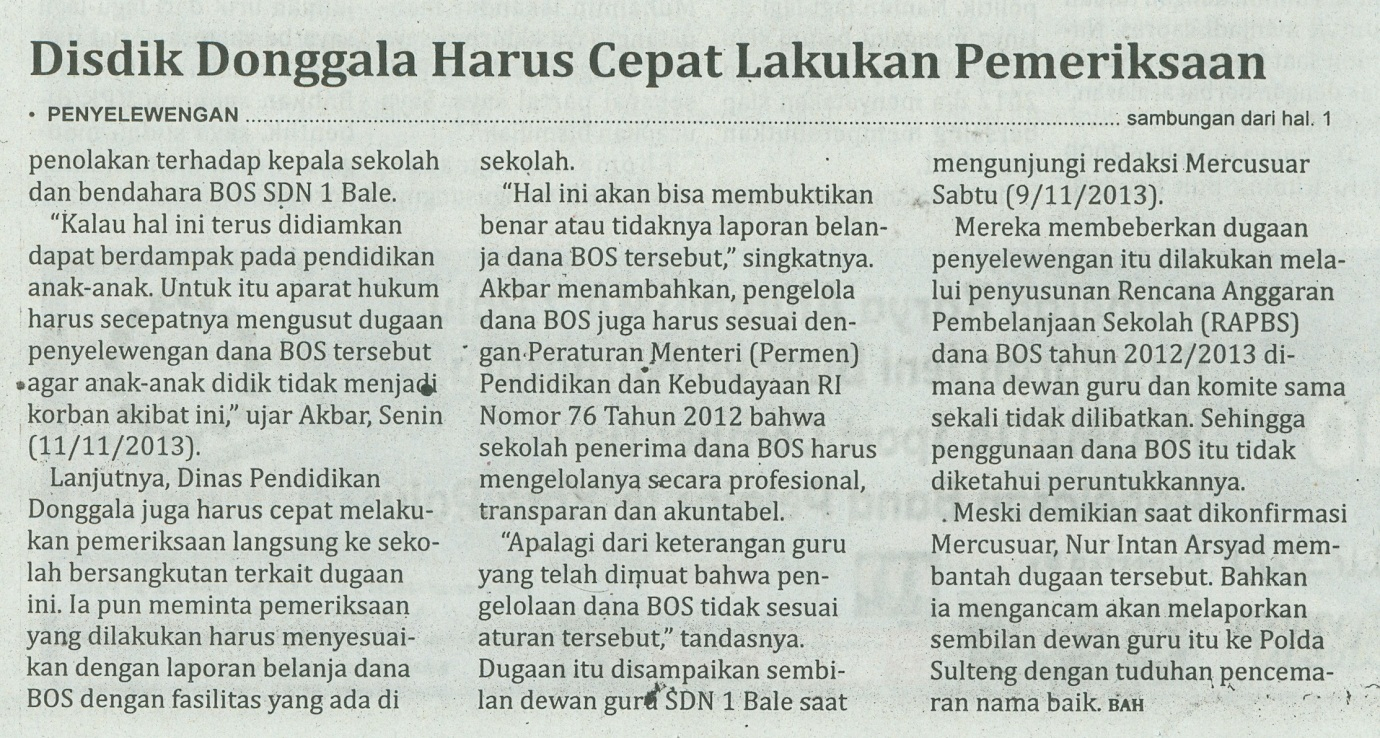 Disdik Donggala Harus Cepat Lakukan Pemeriksaan
• PENYELEWENGAN ........ sambungan dari hal. 1
penolakan terhadap kepala sekolah
dan bendahara BOS SDN 1 Bale.
“Kalau hal ini terus didiamkan
dapat berdampak pada pendidikan
anak-anak. Untuk itu aparat hukum
harus secepatnya mengusut dugaan
penyelewengan dana BOS tersebut
agar anak-anak didik tidak menjadi
korban akibat ini,” ujar Akbar, Senin
(11/11/2013).
Lanjutnya, Dinas Pendidikan
Donggala juga harus cepat melaku-
kan pemeriksaan langsung ke seko-
lah bersangkutan terkait dugaan
ini. Ia pun meminta pemeriksaan
yang dilakukan harus menyesuai-
kan dengan laporan belanja dana
BOS dengan fasilitas yang ada di
sekolah.
“Hal ini akan bisa membuktikan
benar atau tidaknya laporan belan-
ja dana BOS tersebut,” singkatnya.
Akbar menambahkan, pengelola
dana BOS juga harus sesuai den-
gan Peraturan Menteri (Permen)
Pendidikan dan Kebudayaan RI
Nomor 76 Tahun 2012 bahwa
sekolah penerima dana BOS harus
mengelolanya secara profesional,
transparan dan akuntabel.
“Apalagi dari keterangan guru
yang telah dimuat bahwa pen-
gelolaan dana BOS tidak sesuai
aturan tersebut,” tandasnya.
Dugaan itu disampaikan sembi-
lan dewan guru SDN 1 Bale saat
mengunjungi redaksi Mercusuar
Sabtu (9/11/2013).
Mereka membeberkan dugaan
penyelewengan itu dilakukan mela-
lui penyusunan Rencana Anggaran
Pembelanjaan Sekolah (RAPBS)
dana BOS tahun 2012/2013 di-
mana dewan guru dan komite sama
sekali tidak dilibatkan. Sehingga
penggunaan dana BOS itu tidak
diketahui peruntukkannya.
Meski demikian saat dikonfirmasi
Mercusuar, Nur Intan Arsyad mem-
bantah dugaan tersebut. Bahkan
ia mengancam akan melaporkan
sembilan dewan guru itu ke Polda
Sulteng dengan tuduhan pencema-
ran nama baik. BAH